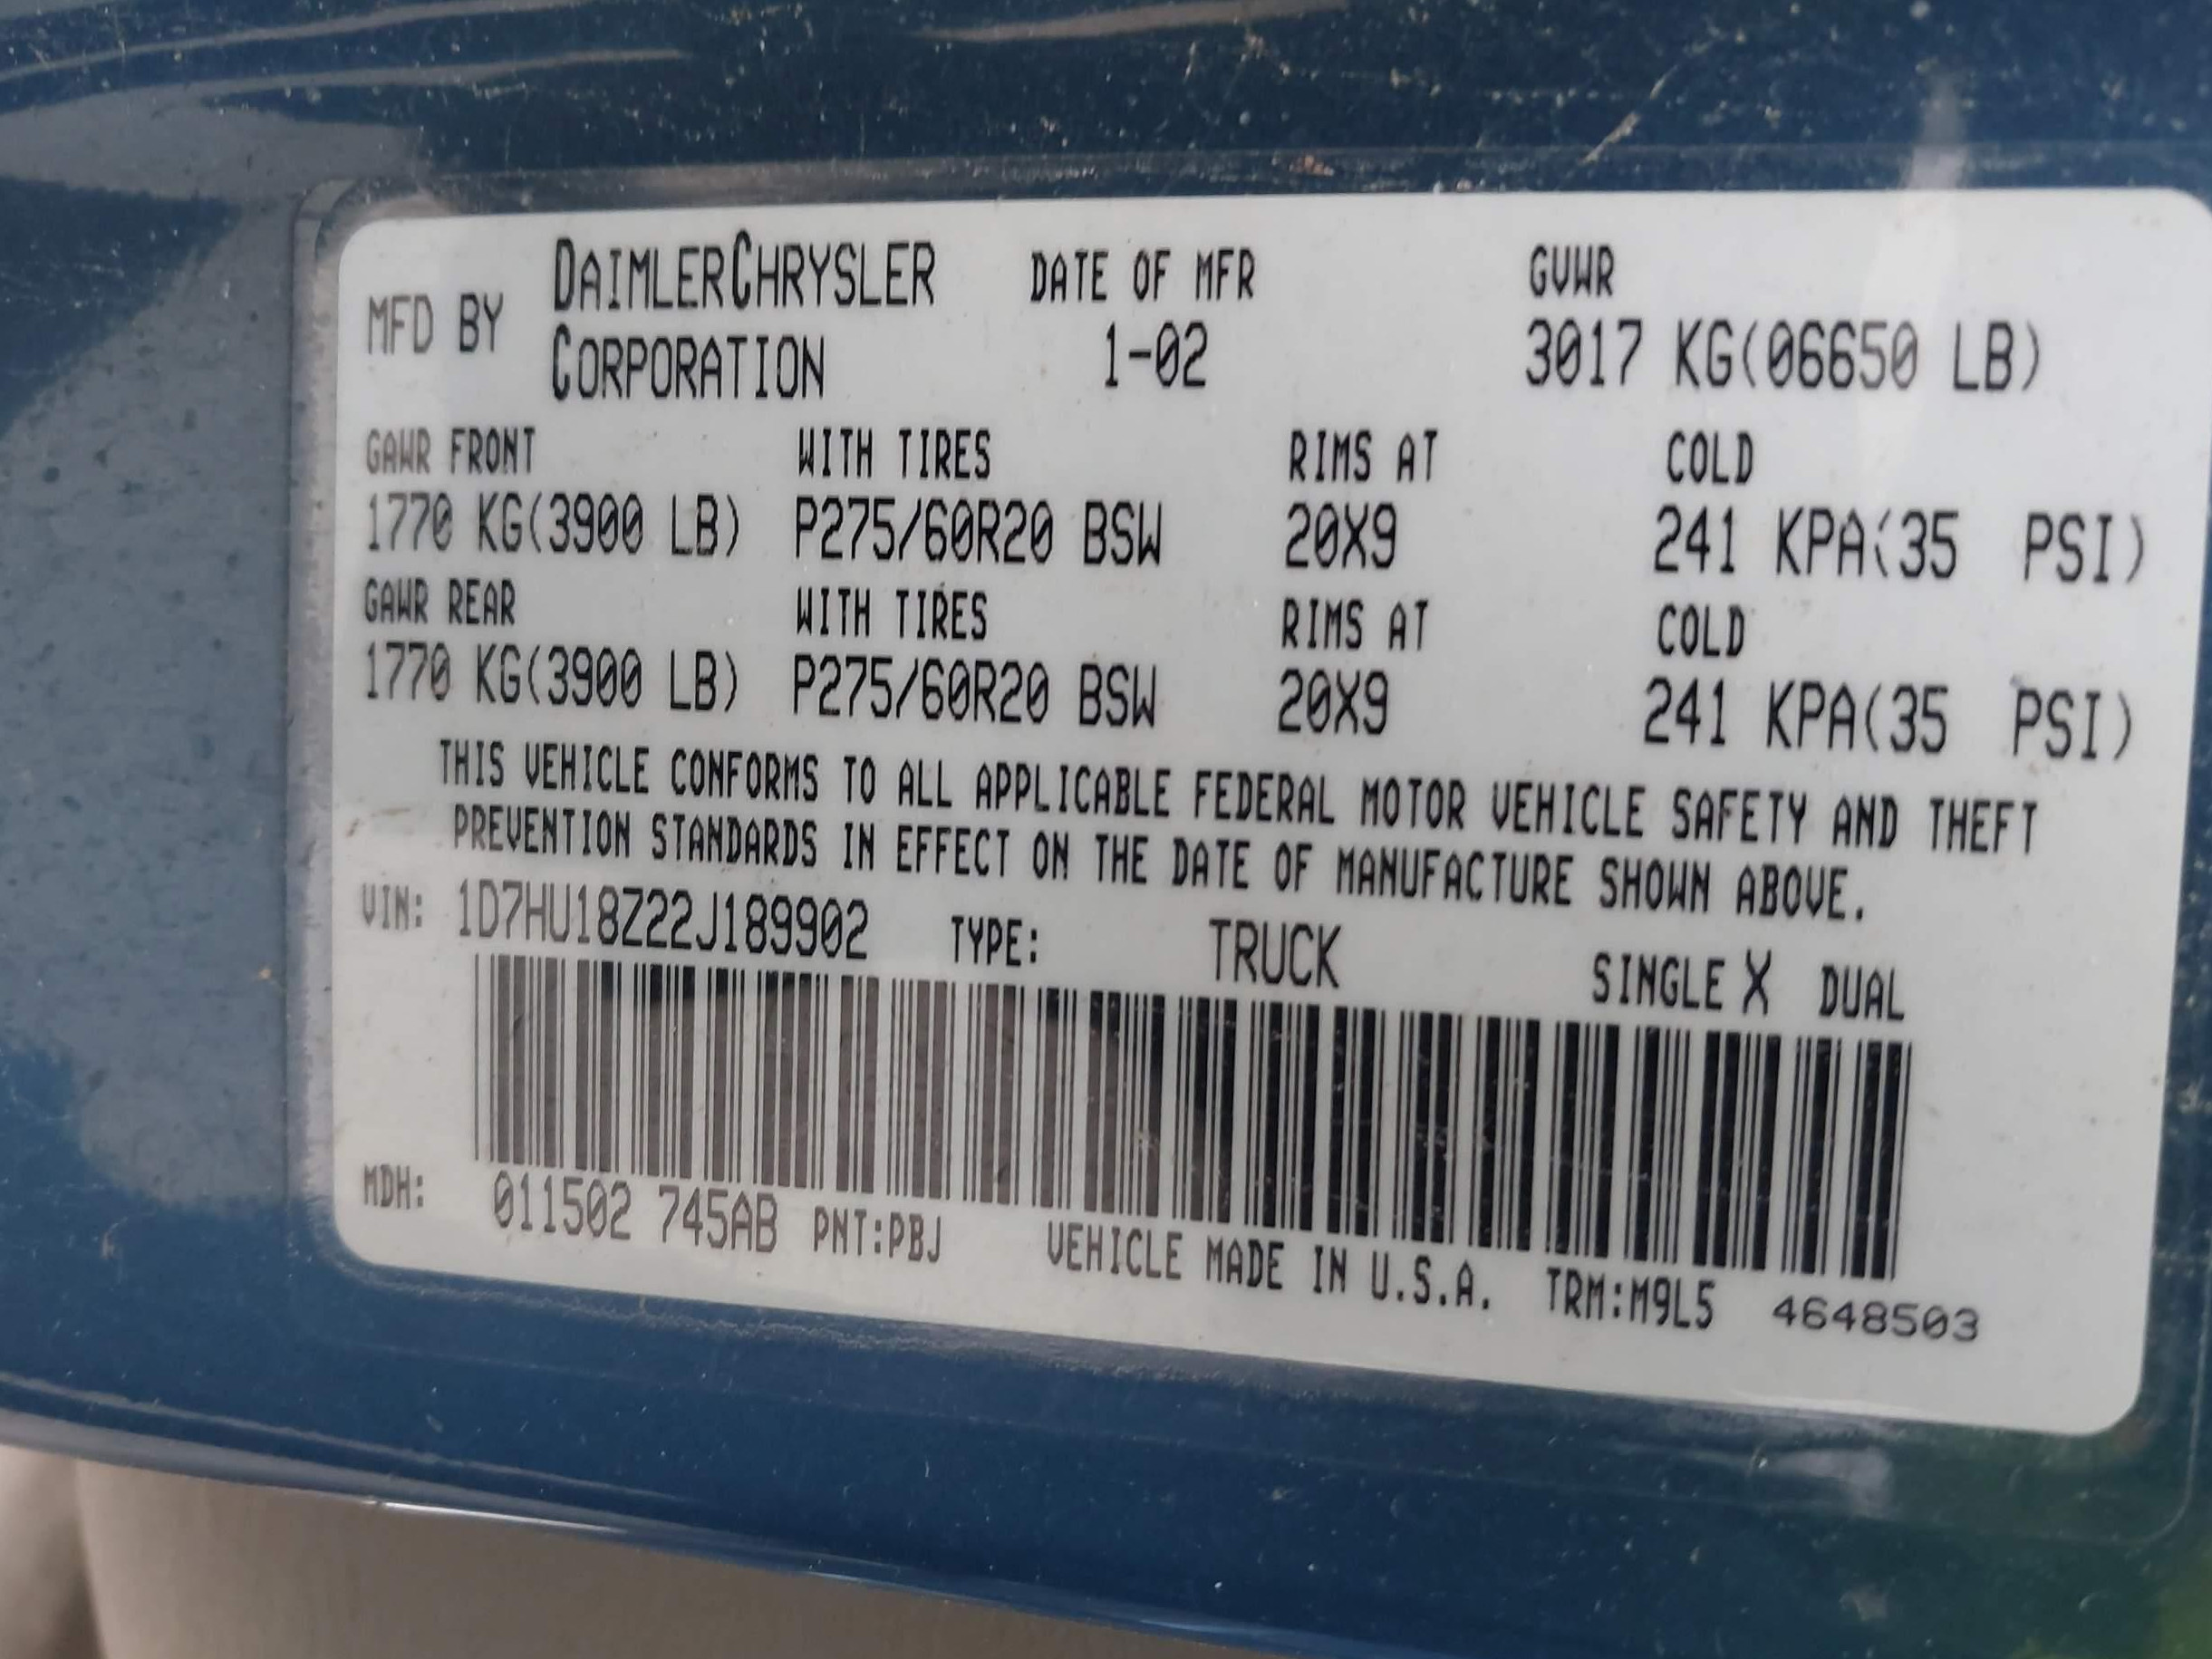 MFD BY DAIMLERCHRYSLER CORPORATION DATE OF MFR 1-02 GVWR 3017 KG(06650 LB)
GAWR FRONT WITH TIRES RIMS AT COLD
1770 KG(3900 LB) P275/60R20 BSW 20X9 241 KPA(35 PSI)
GAWR REAR WITH TIRES RIMS AT COLD
1770 KG(3900 LB) P275/60R20 BSW 20X9 241 KPA(35 PSI)
THIS VEHICLE CONFORMS TO ALL APPLICABLE FEDERAL MOTOR VEHICLE SAFETY AND THEFT
PREVENTION STANDARDS IN EFFECT ON THE DATE OF MANUFACTURE SHOWN ABOVE.
VIN: 1D7HU18Z22J189902 TYPE: TRUCK SINGLE X DUAL
MDH: 011502 745AB PNT:PBJ VEHICLE MADE IN U.S.A. TRM:M9L5 4648503